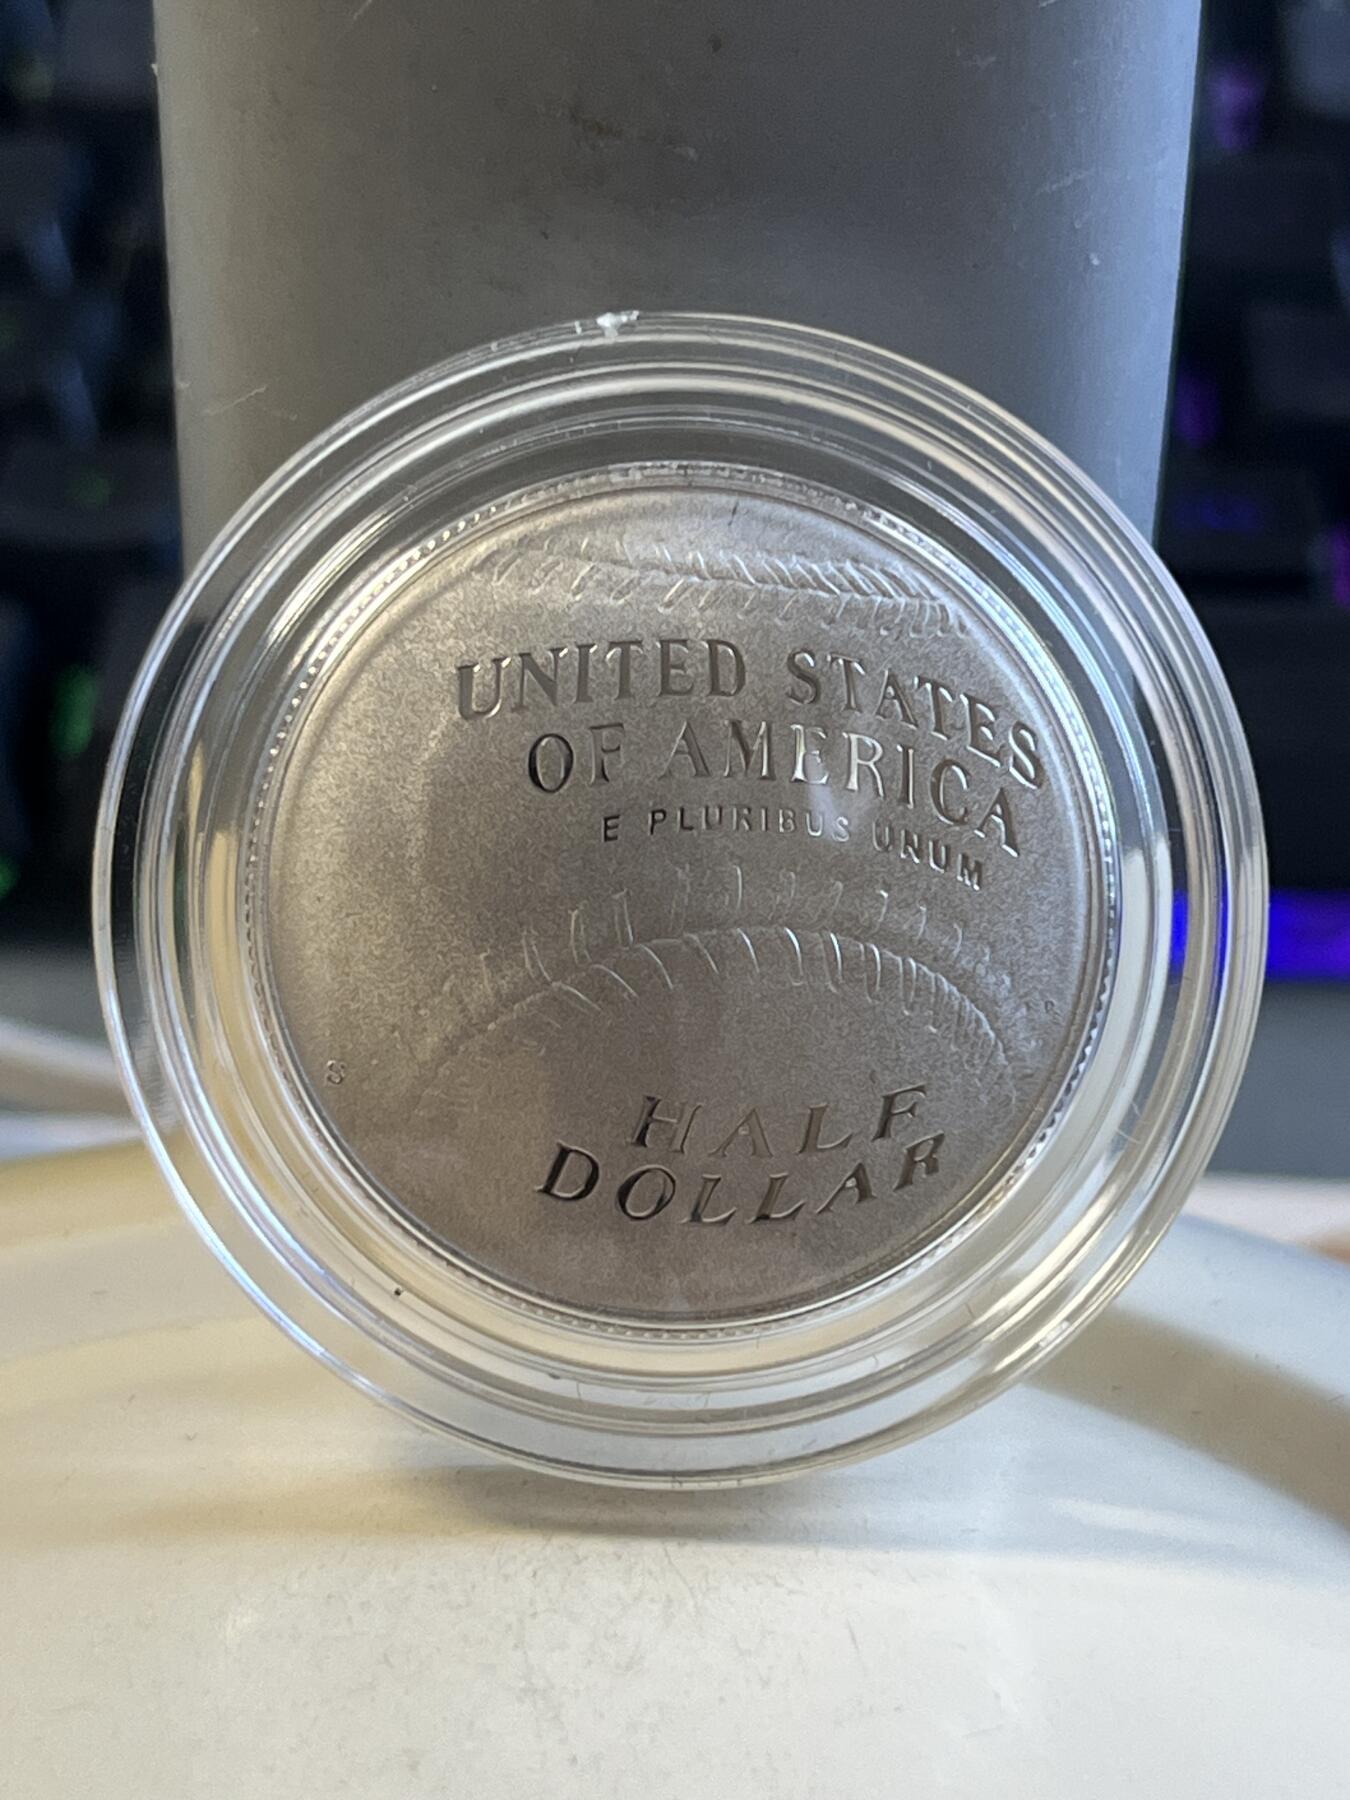 UNITED STATES
OF AMERICA
E PLURIBUS UNUM
S
HALF
DOLLAR